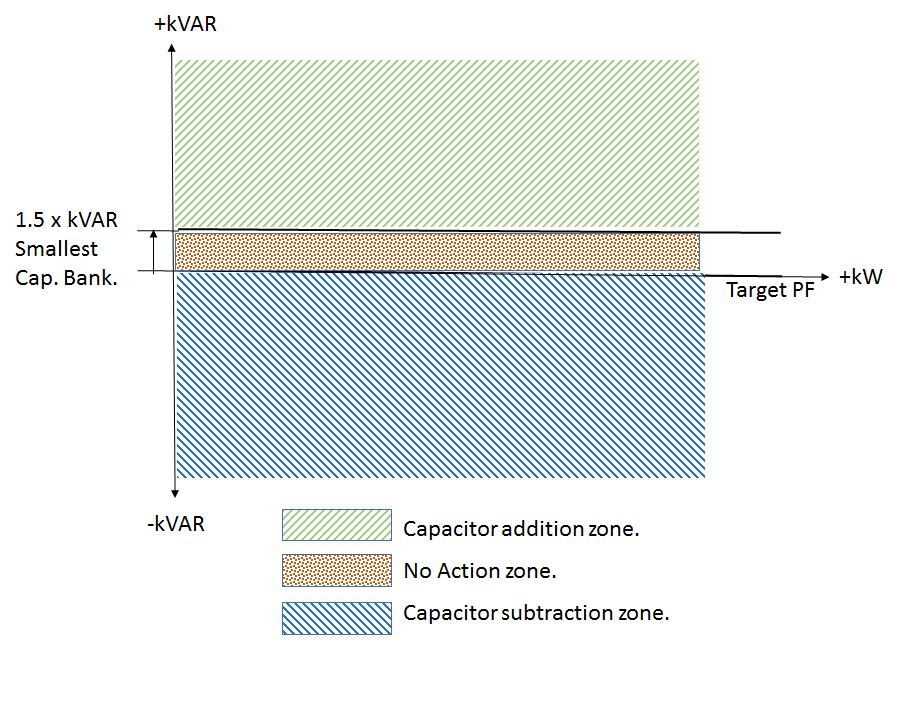 +kVAR
1.5 x kVAR
Smallest
Cap. Bank.
+kW
Target PF
-kVAR
Capacitor addition zone.
No Action zone.
Capacitor subtraction zone.